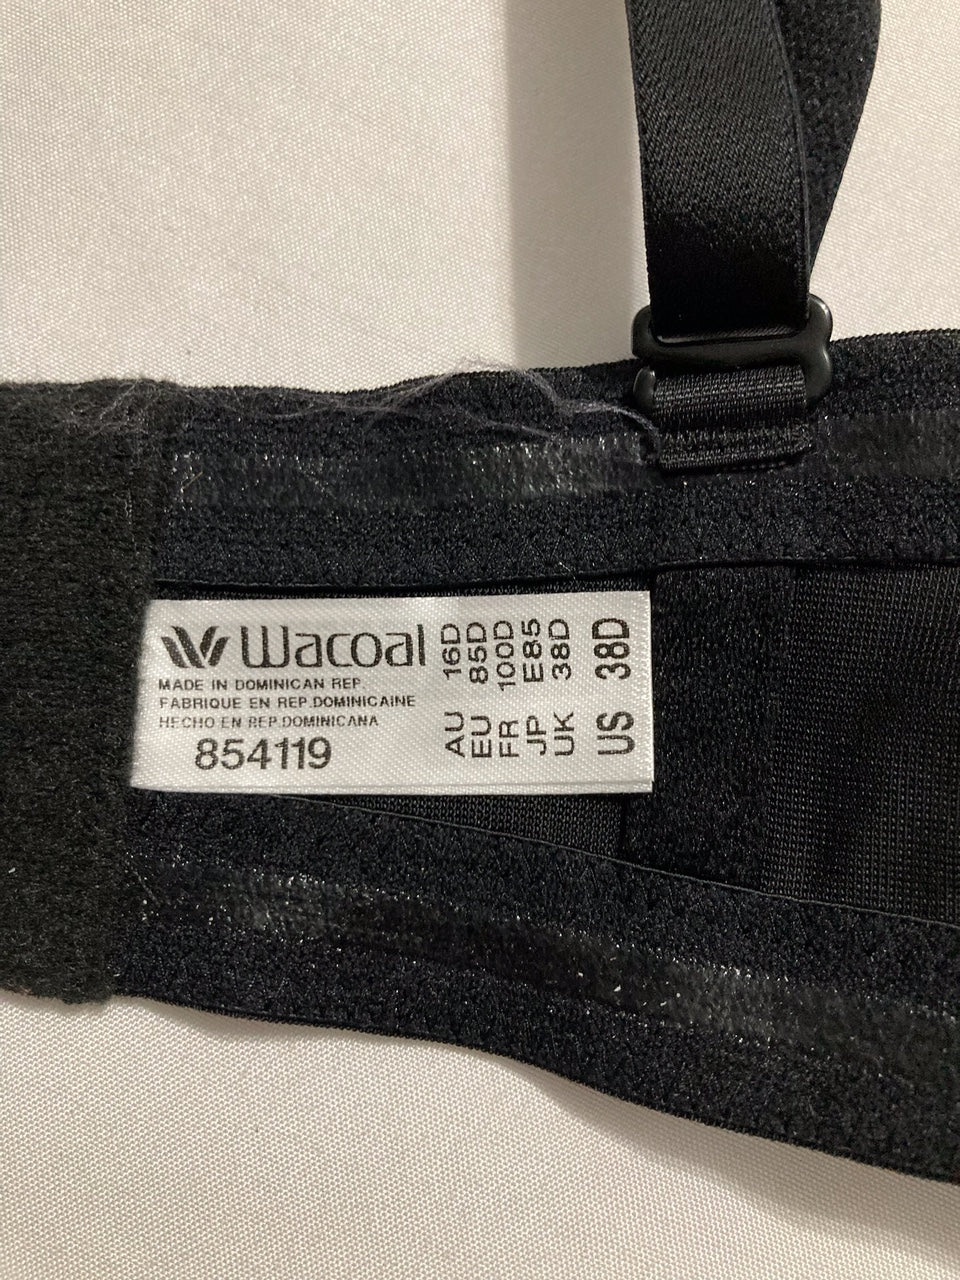 Wacoal
MADE IN DOMINICAN REP.
FABRIQUE EN REP.DOMINICAINE
HECHO EN REP.DOMINICANA
854119
AU 16D
EU 85D
FR 100D
JP E85
UK 38D
US 38D